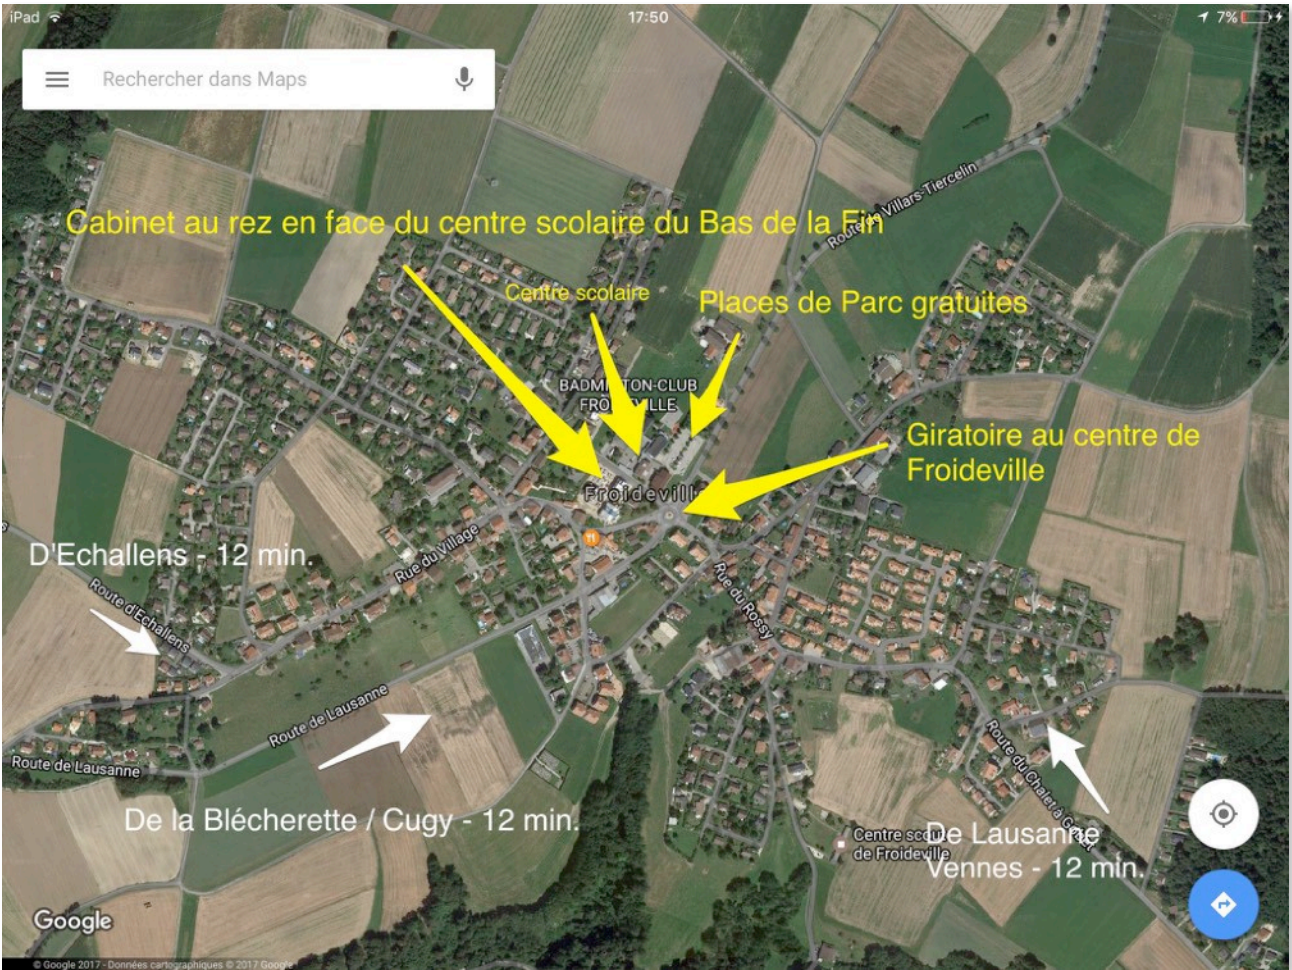 iPad
17:50
7%
Rechercher dans Maps
Route de Villars-Tiercelin
Cabinet au rez en face du centre scolaire du Bas de la Fin
Centre scolaire
Places de Parc gratuites
BADMINTON-CLUB
FROIDEVILLE
Giratoire au centre de
Froideville
Froideville
D'Echallens - 12 min.
Rue du Village
Route d'Echallens
Rue du Rossy
Route de Lausanne
Route de Lausanne
De la Blécherette / Cugy - 12 min.
Route du Chalet à Gobet
Centre scout
de Froideville
De Lausanne
Vennes - 12 min.
Google
© Google 2017 - Données cartographiques © 2017 Google